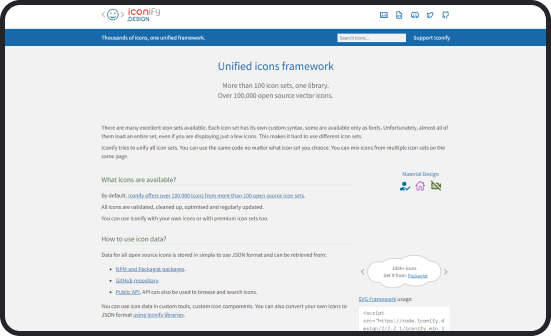 iconify
.DESIGN
Thousands of icons, one unified framework.
Search icons...
Support Iconify
Unified icons framework
More than 100 icon sets, one library.
Over 100,000 open source vector icons.
There are many excellent icon sets available. Each icon set has its own custom syntax, some are available only as fonts. Unfortunately, almost all of
them load an entire set, even if you are displaying just a few icons. This makes it hard to use different icon sets.
Iconify tries to unify all icon sets. You can use the same code no matter what icon set you choose. You can mix icons from multiple icon sets on the
same page.
What icons are available?
By default, Iconify offers over 100,000 icons from more than 100 open source icon sets.
All icons are validated, cleaned up, optimised and regularly updated.
You can use Iconify with your own icons or with premium icon sets too.
Material Design
How to use icon data?
Data for all open source icons is stored in simple to use JSON format and can be retrieved from:
NPM and Packagist packages.
GitHub repository.
Public API. API can also be used to browse and search icons.
You can use icon data in custom tools, custom icon components. You can also convert your own icons to
JSON format using Iconify libraries.
100k+ icons
Get it from: Packagist
SVG Framework usage:
<script
src="https://code.iconify.d
esign/2/2.2.1/iconify.min.j